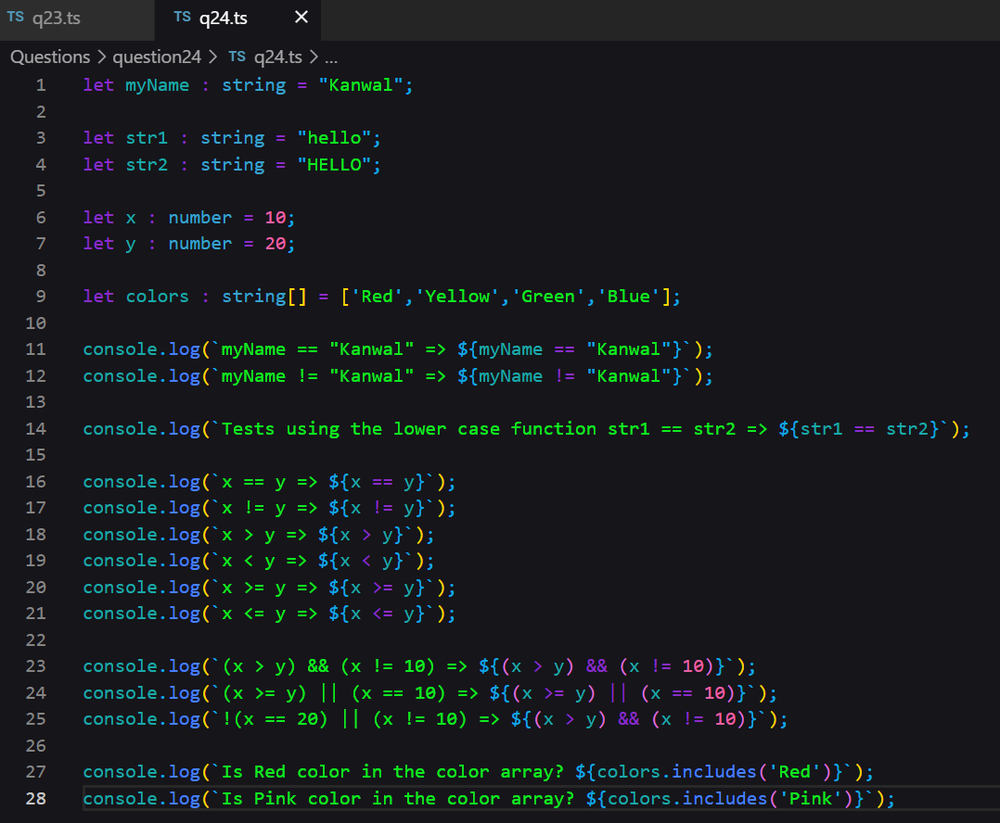 TS q23.ts TS q24.ts ×
Questions > question24 > TS q24.ts > ...
1 let myName : string = "Kanwal";
2
3 let str1 : string = "hello";
4 let str2 : string = "HELLO";
5
6 let x : number = 10;
7 let y : number = 20;
8
9 let colors : string[] = ['Red','Yellow','Green','Blue'];
10
11 console.log(`myName == "Kanwal" => ${myName == "Kanwal"}`);
12 console.log(`myName != "Kanwal" => ${myName != "Kanwal"}`);
13
14 console.log(`Tests using the lower case function str1 == str2 => ${str1 == str2}`);
15
16 console.log(`x == y => ${x == y}`);
17 console.log(`x != y => ${x != y}`);
18 console.log(`x > y => ${x > y}`);
19 console.log(`x < y => ${x < y}`);
20 console.log(`x >= y => ${x >= y}`);
21 console.log(`x <= y => ${x <= y}`);
22
23 console.log(`(x > y) && (x != 10) => ${(x > y) && (x != 10)}`);
24 console.log(`(x >= y) || (x == 10) => ${(x >= y) || (x == 10)}`);
25 console.log(`!(x == 20) || (x != 10) => ${(x > y) && (x != 10)}`);
26
27 console.log(`Is Red color in the color array? ${colors.includes('Red')}`);
28 console.log(`Is Pink color in the color array? ${colors.includes('Pink')}`);